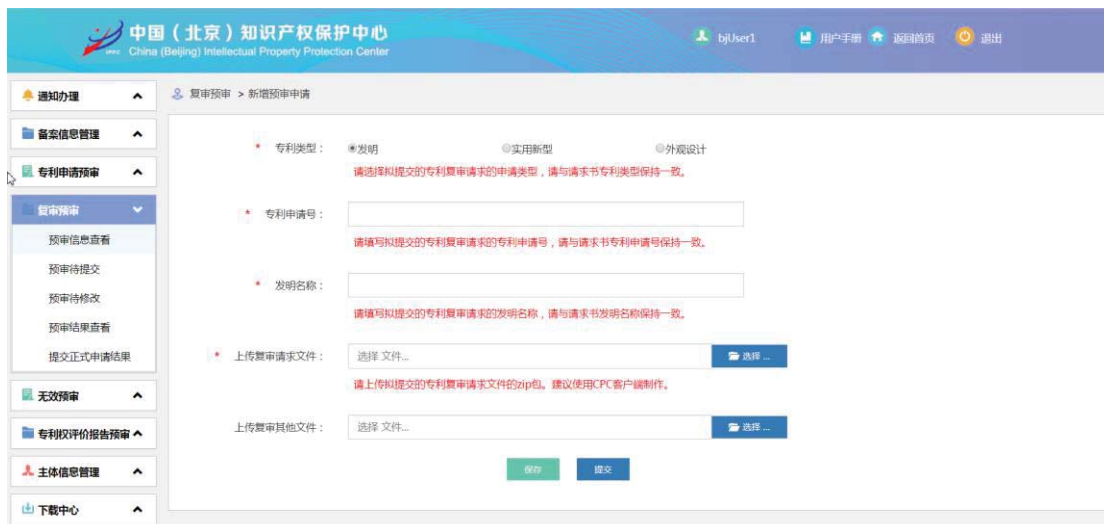 中国（北京）知识产权保护中心
China (Beijing) Intellectual Property Protection Center
bjUser1 用户手册 返回首页 退出
通知办理
备案信息管理
专利申请预审
复审预审
预审信息查看
预审待提交
预审待修改
预审结果查看
提交正式申请结果
无效预审
专利权评价报告预审
主体信息管理
下载中心
复审预审 > 新增预审申请
* 专利类型： 发明 实用新型 外观设计
请选择拟提交的专利复审请求的申请类型，请与请求书专利类型保持一致。
* 专利申请号：
请填写拟提交的专利复审请求的专利申请号，请与请求书专利申请号保持一致。
* 发明名称：
请填写拟提交的专利复审请求的发明名称，请与请求书发明名称保持一致。
* 上传复审请求文件： 选择 文件... 选择 ...
请上传拟提交的专利复审请求文件的zip包。建议使用CPC客户端制作。
上传复审其他文件： 选择 文件... 选择 ...
保存 提交